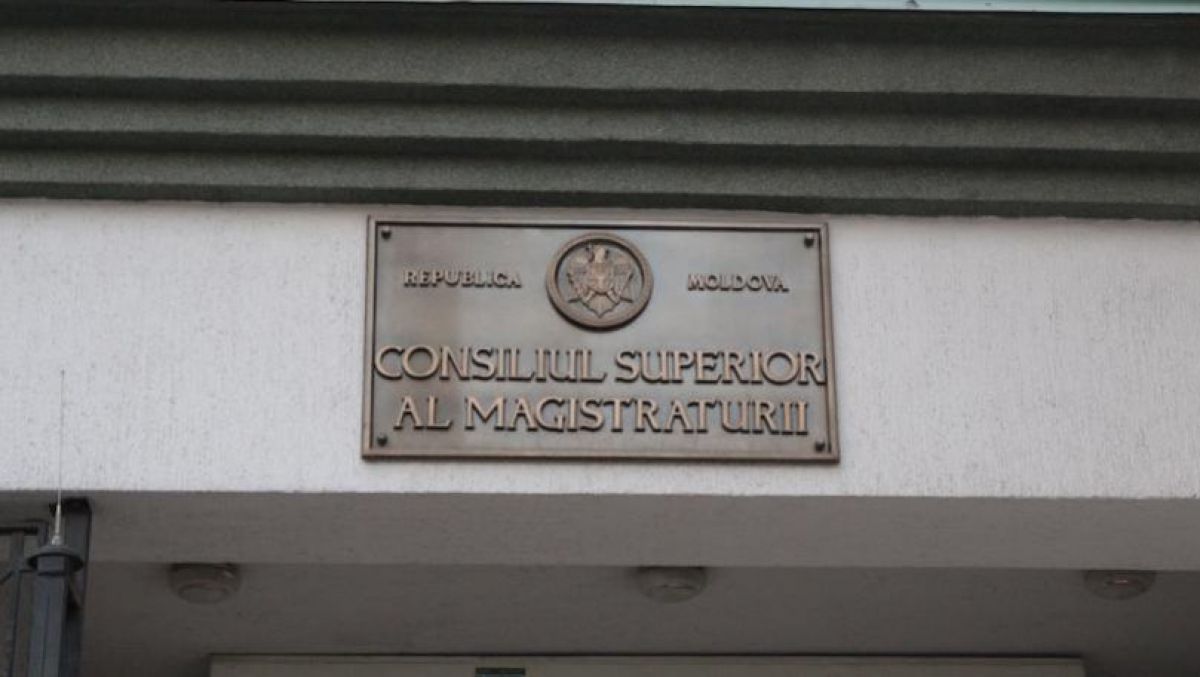 REPUBLICA MOLDOVA
CONSILIUL SUPERIOR
AL MAGISTRATURII